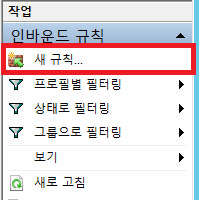 작업
인바운드 규칙
새 규칙...
프로필별 필터링
상태로 필터링
그룹으로 필터링
보기
새로 고침